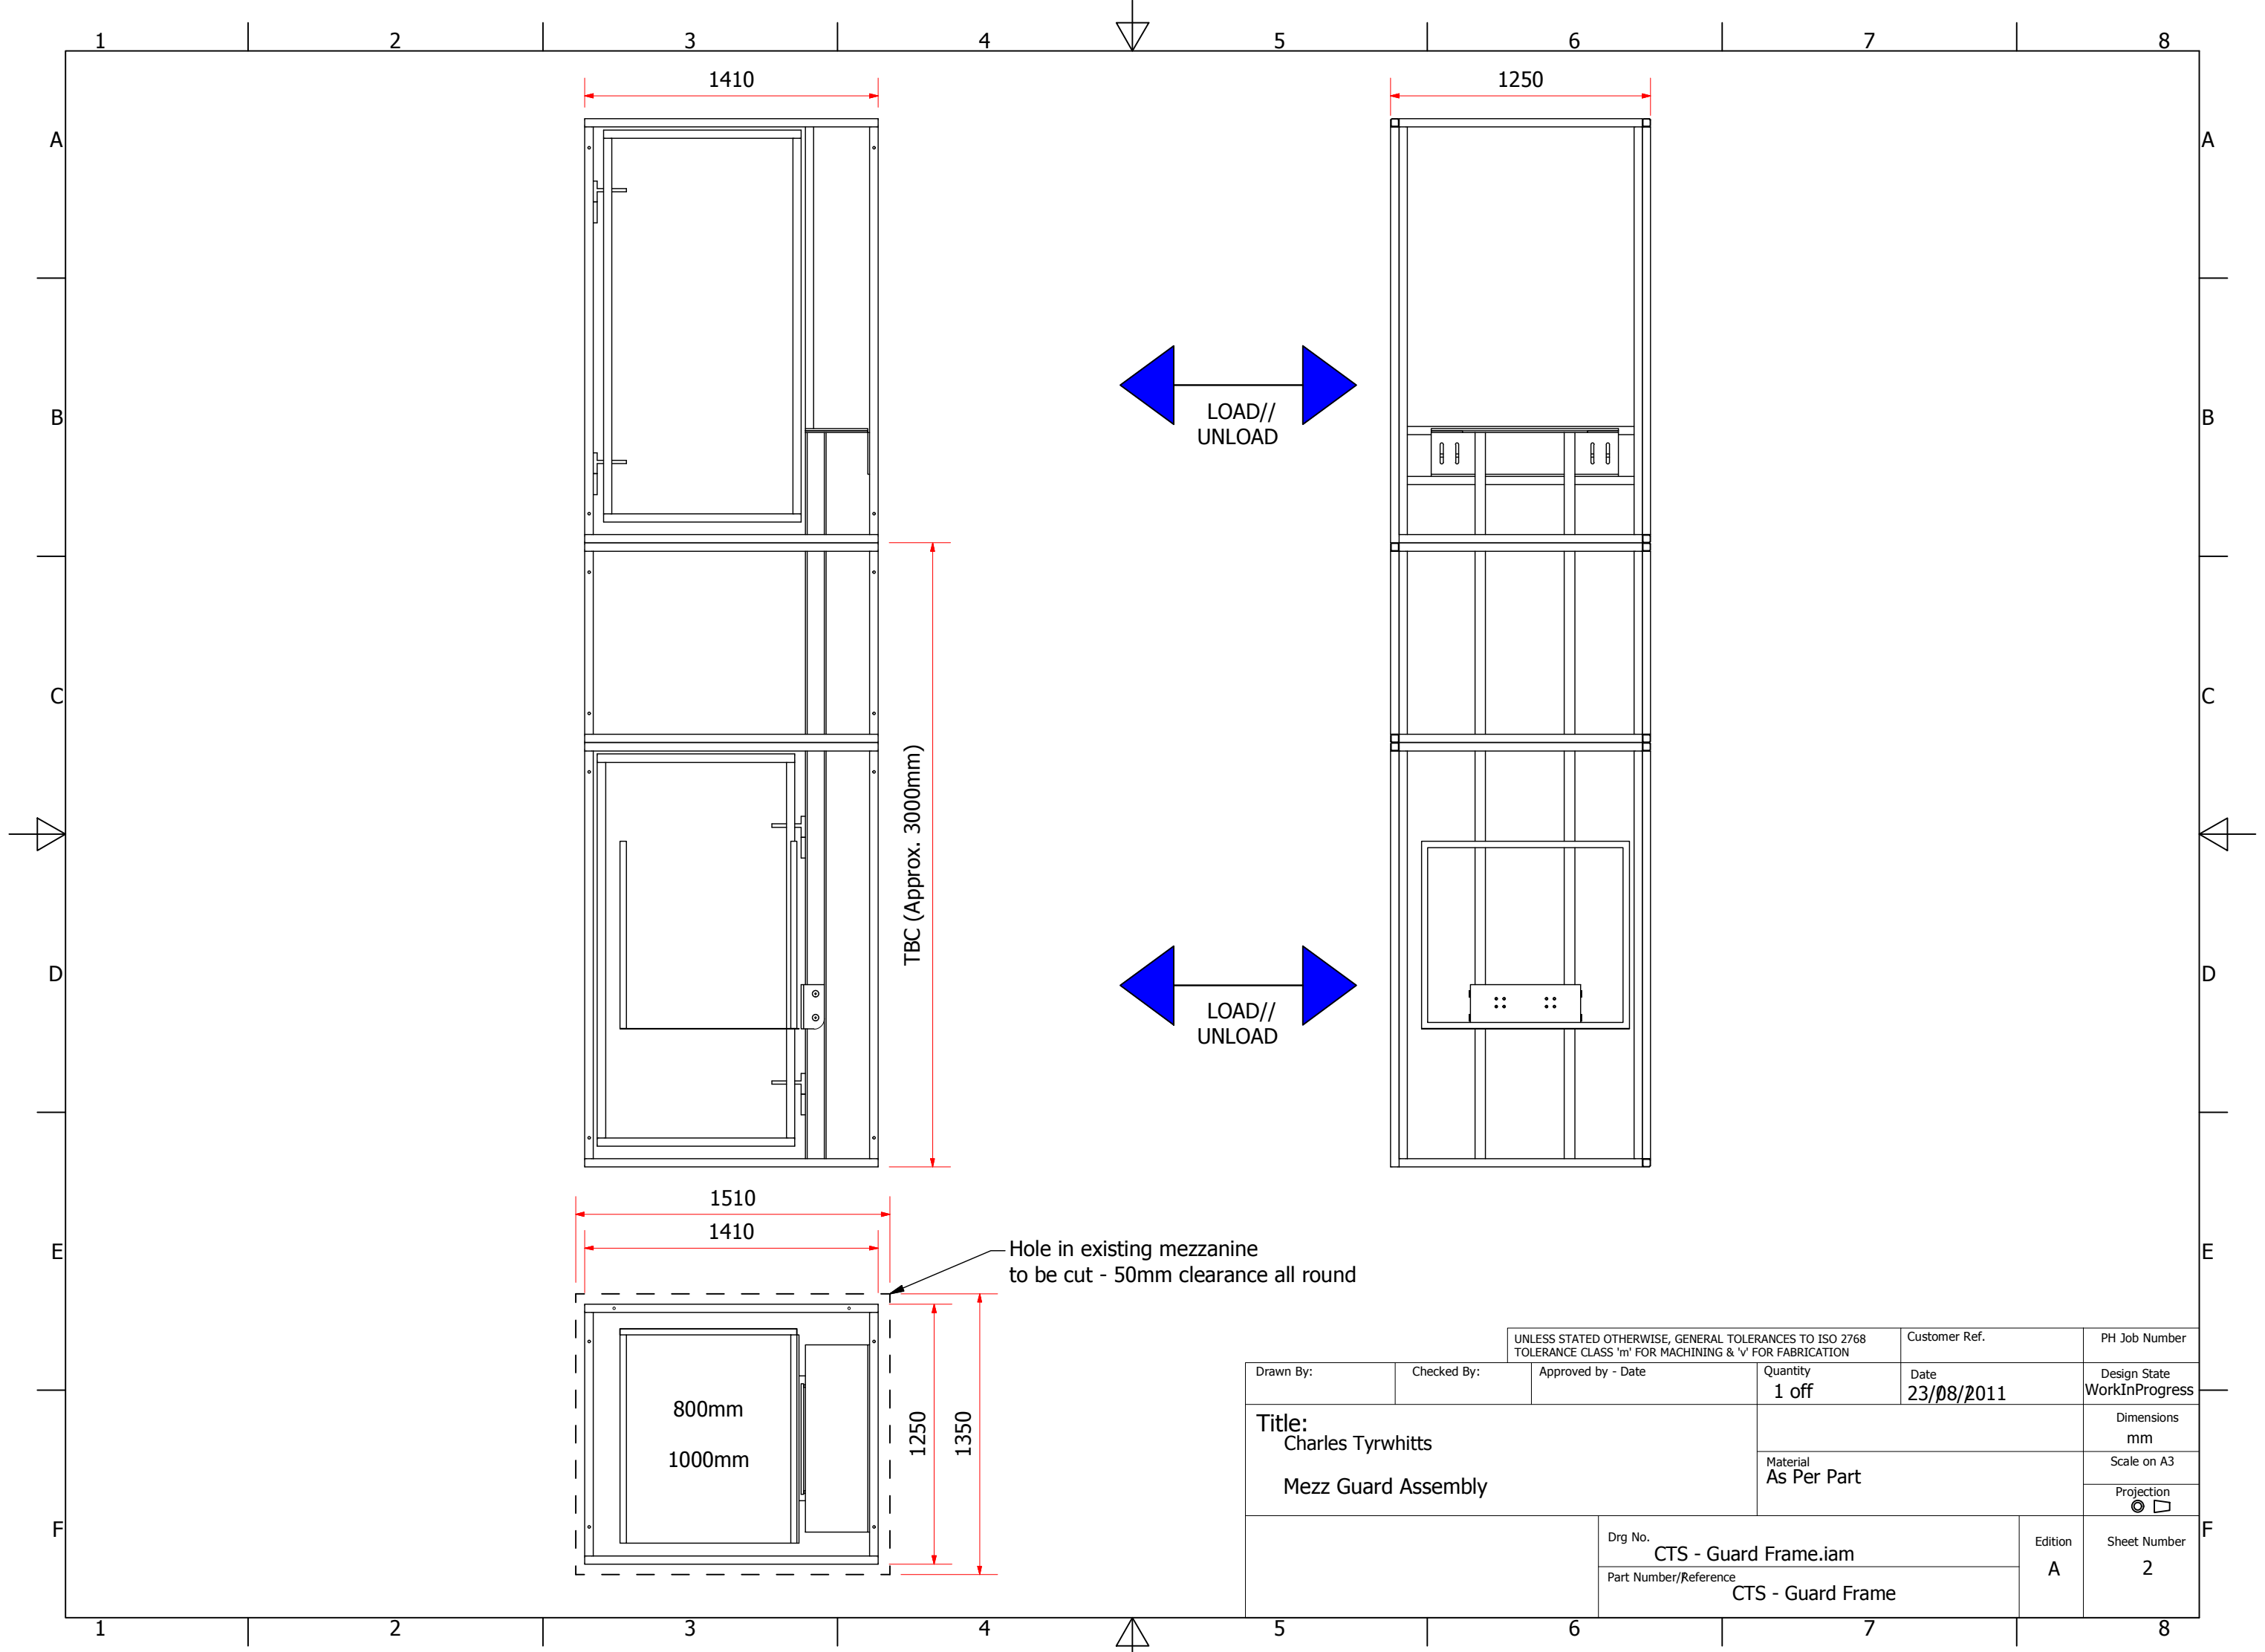 1 2 3 4 5 6 7 8
1410
1250
A
A
B
B
LOAD//
UNLOAD
C
C
TBC (Approx. 3000mm)
D
D
LOAD//
UNLOAD
1510
1410
E
E
Hole in existing mezzanine
to be cut - 50mm clearance all round
800mm
1000mm
1250
1350
F
F
UNLESS STATED OTHERWISE, GENERAL TOLERANCES TO ISO 2768
TOLERANCE CLASS 'm' FOR MACHINING & 'v' FOR FABRICATION
Customer Ref.
PH Job Number
Drawn By:
Checked By:
Approved by - Date
Quantity
1 off
Date
23/08/2011
Design State
WorkInProgress
Title:
Charles Tyrwhitts
Mezz Guard Assembly
Dimensions
mm
Material
As Per Part
Scale on A3
Projection
Drg No.
CTS - Guard Frame.iam
Part Number/Reference
CTS - Guard Frame
Edition
A
Sheet Number
2
1 2 3 4 5 6 7 8